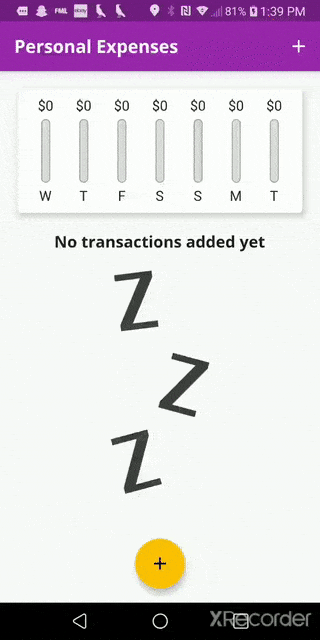 FML ebay N 81% 1:39 PM
Personal Expenses +
$0 $0 $0 $0 $0 $0 $0
W T F S S M T
No transactions added yet
Z
Z
Z
+
XRecorder